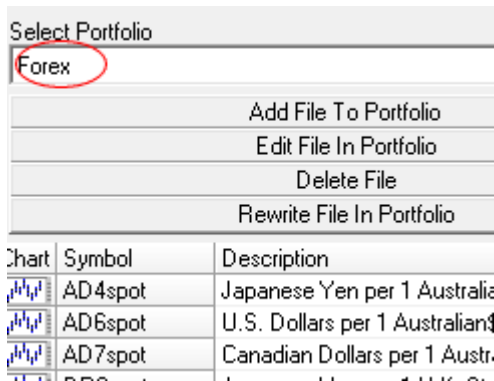 Select Portfolio
Forex
Add File To Portfolio
Edit File In Portfolio
Delete File
Rewrite File In Portfolio
Chart Symbol Description
AD4spot Japanese Yen per 1 Australia
AD6spot U.S. Dollars per 1 Australian$
AD7spot Canadian Dollars per 1 Austr